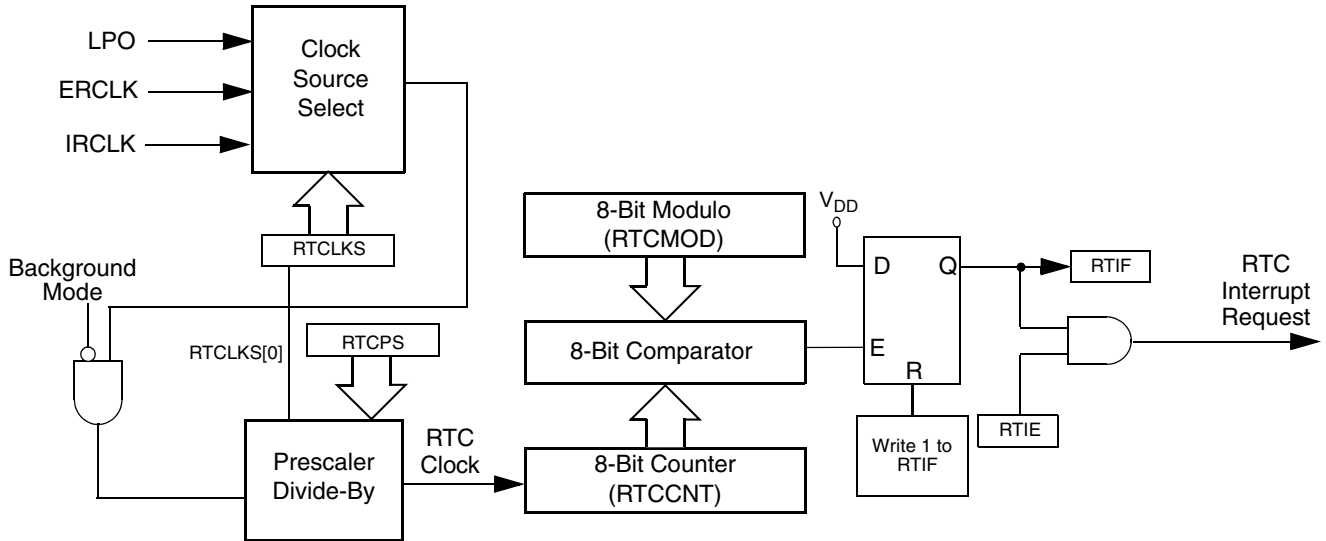 LPO
ERCLK
IRCLK
Clock
Source
Select
RTCLKS
Background
Mode
RTCLKS[0]
RTCPS
Prescaler
Divide-By
RTC
Clock
8-Bit Modulo
(RTCMOD)
8-Bit Comparator
8-Bit Counter
(RTCCNT)
VDD
D
Q
E
R
Write 1 to
RTIF
RTIF
RTIE
RTC
Interrupt
Request